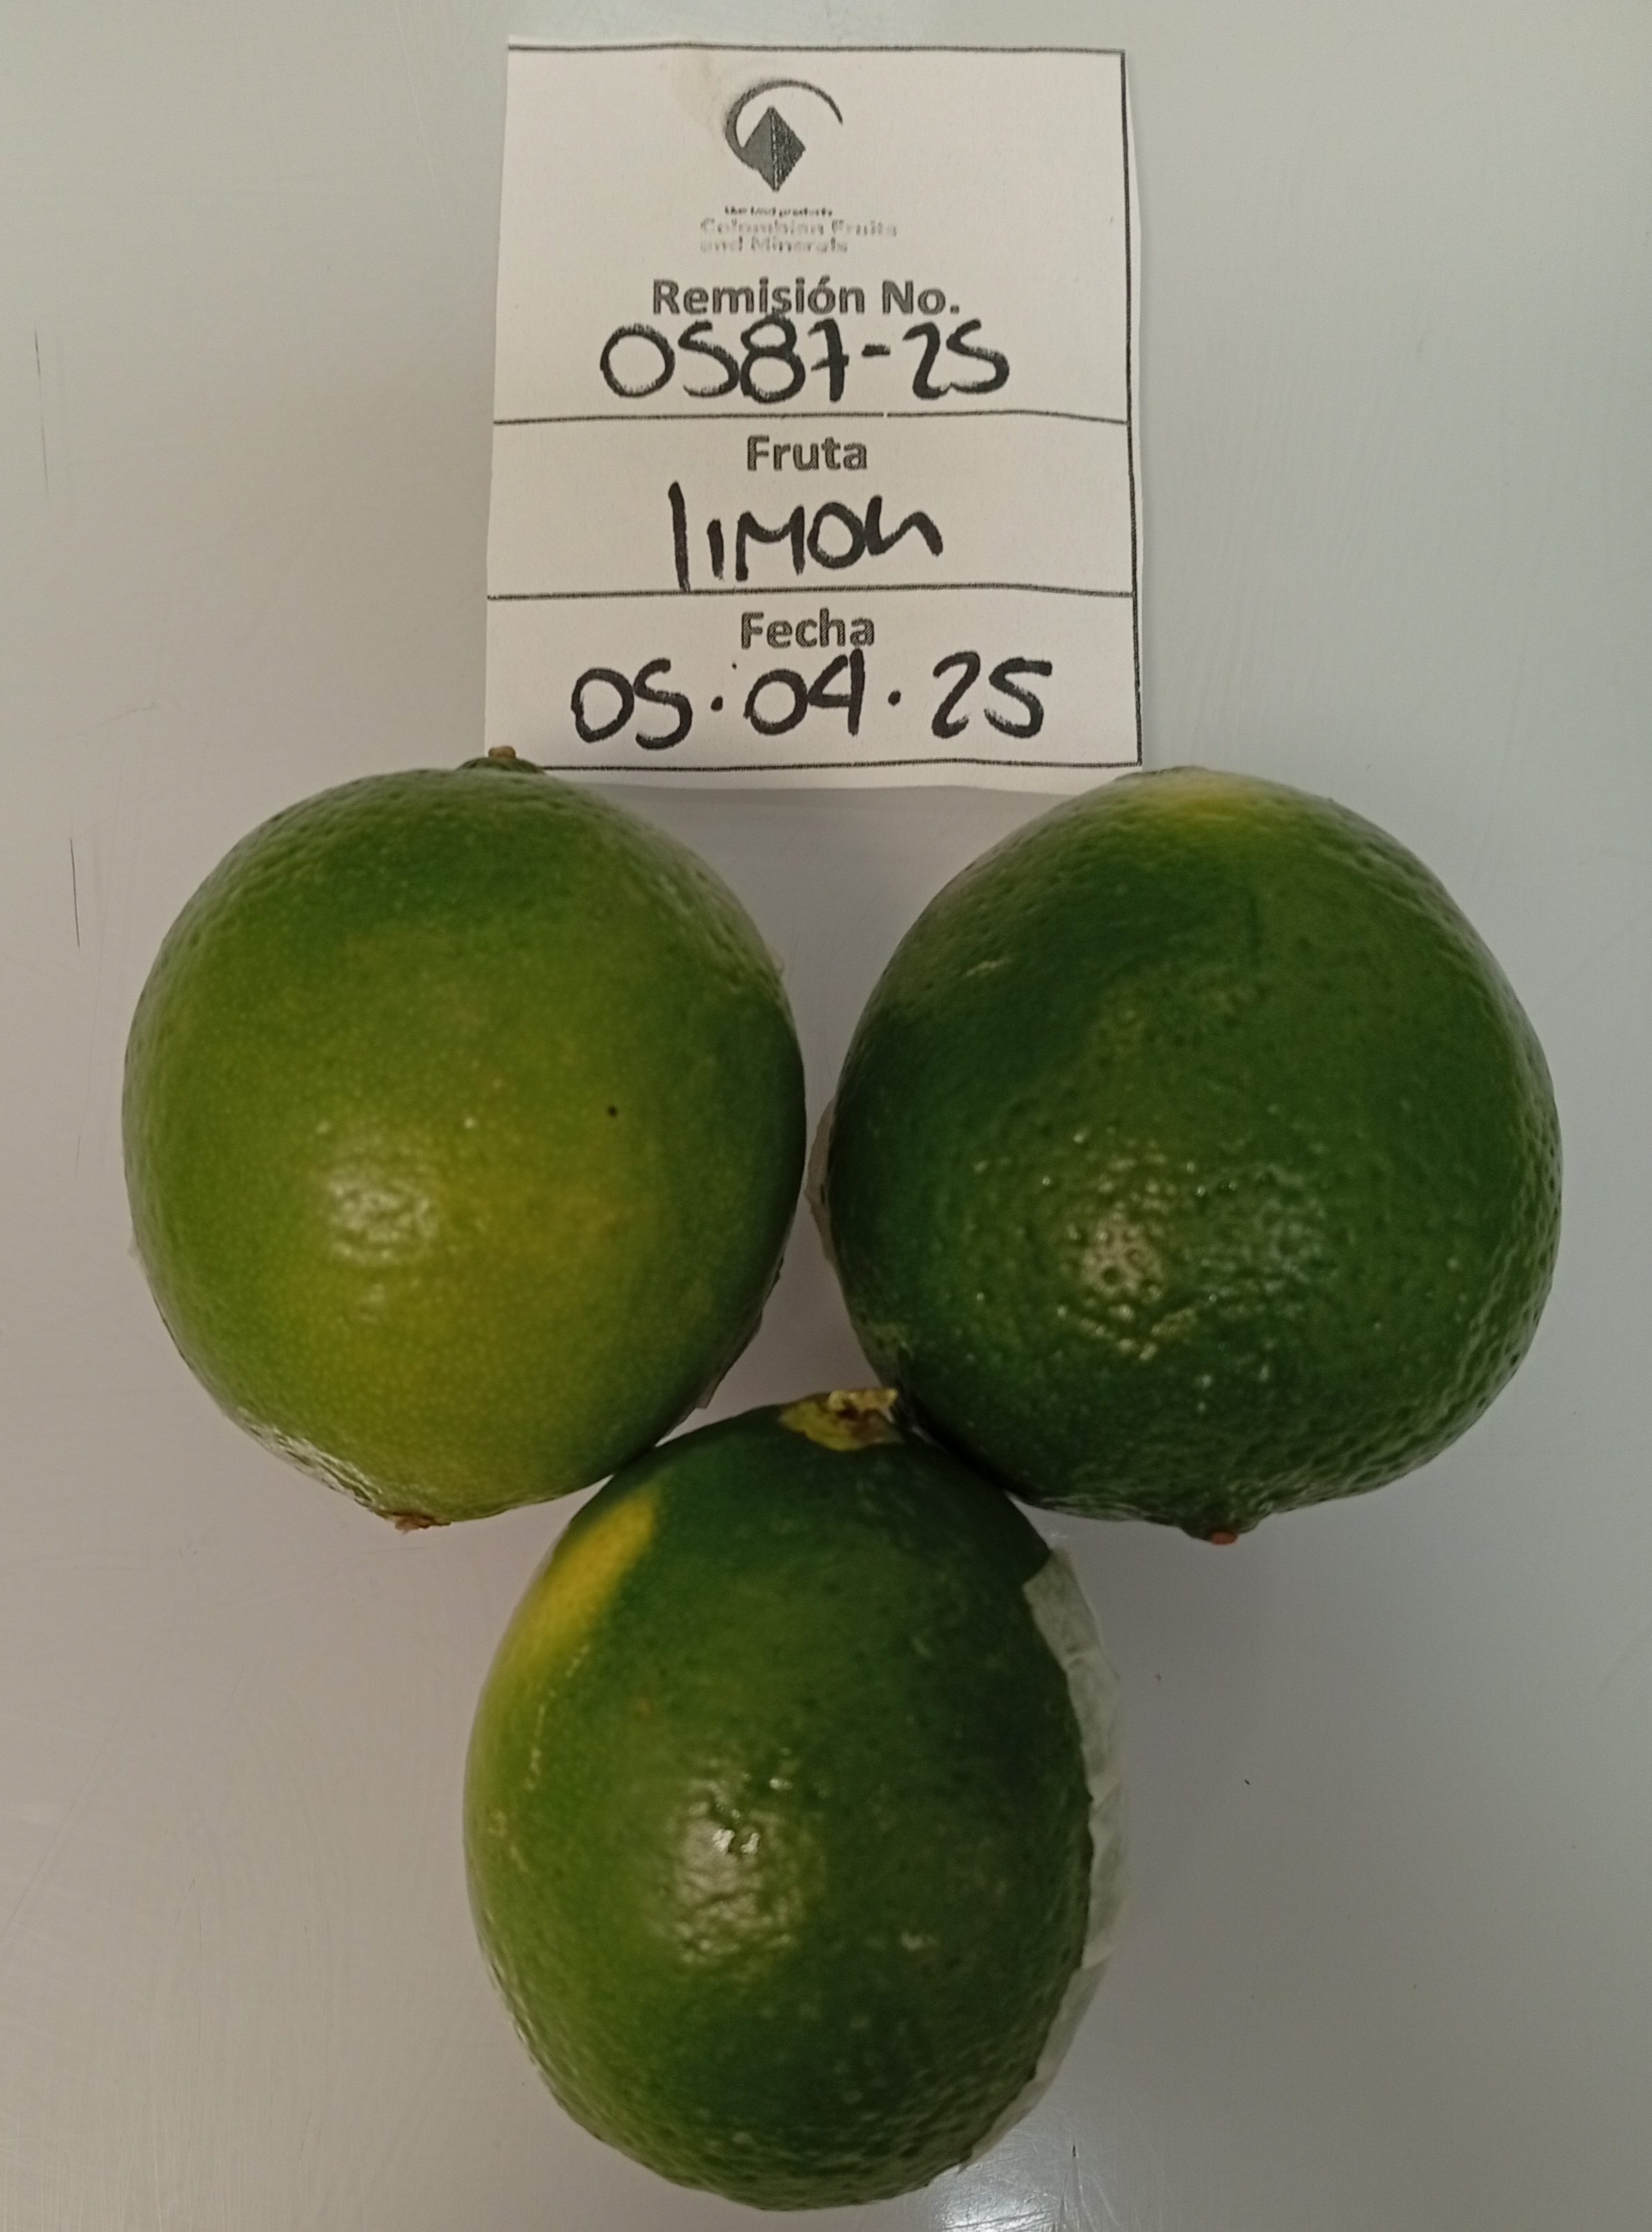 Colombian Fruits
and Minerals
Remisión No.
0587-25
Fruta
limon
Fecha
05.04.25